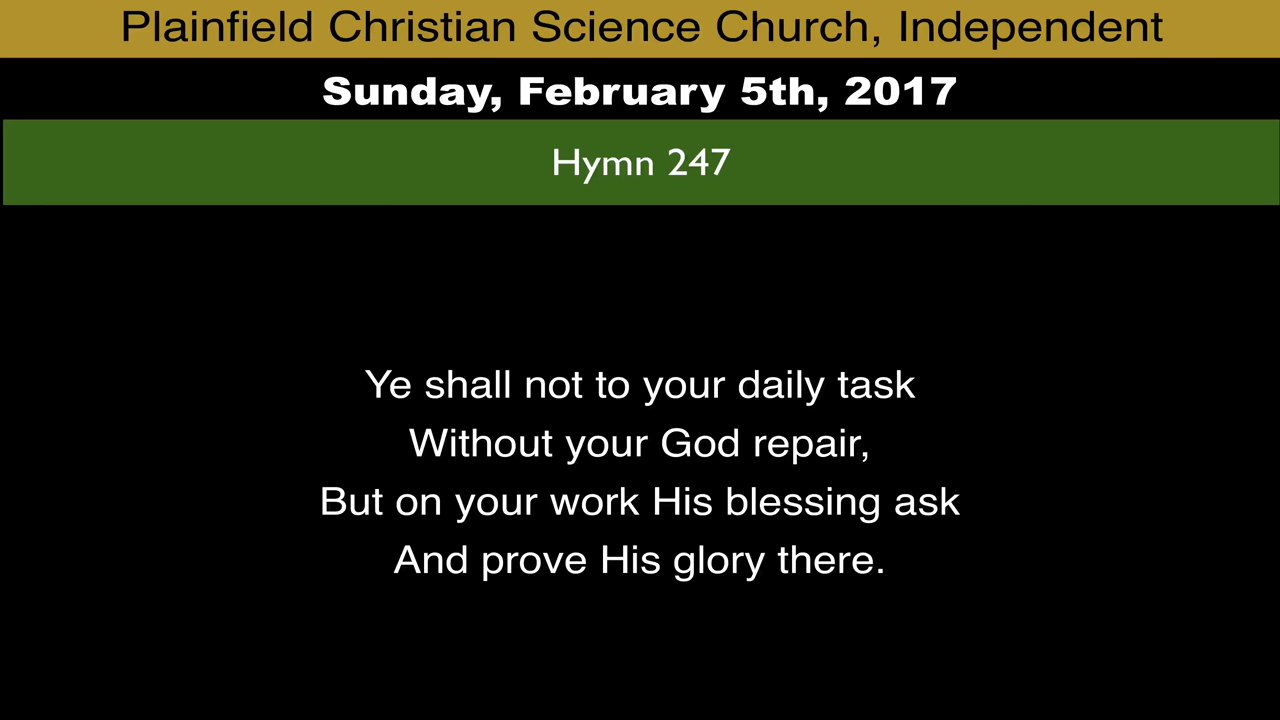 Plainfield Christian Science Church, Independent
Sunday, February 5th, 2017
Hymn 247
Ye shall not to your daily task
Without your God repair,
But on your work His blessing ask
And prove His glory there.